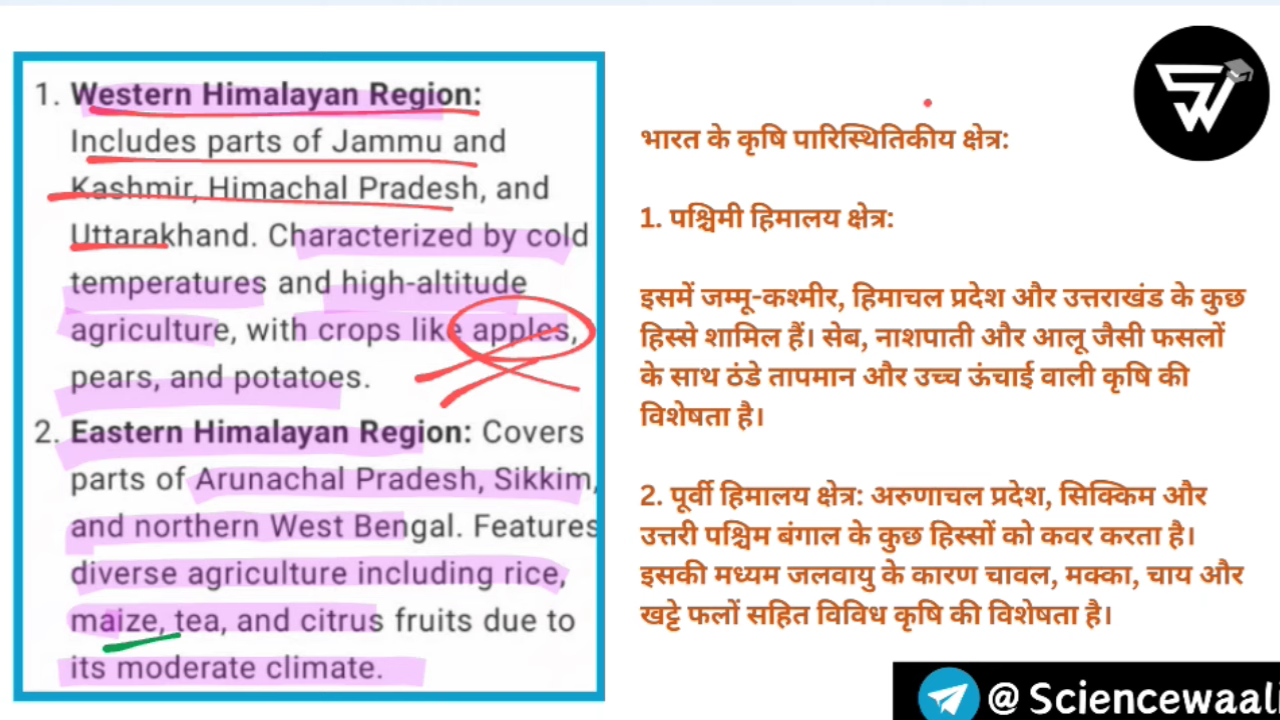 1. Western Himalayan Region:
Includes parts of Jammu and
Kashmir, Himachal Pradesh, and
Uttarakhand. Characterized by cold
temperatures and high-altitude
agriculture, with crops like apples,
pears, and potatoes.
2. Eastern Himalayan Region: Covers
parts of Arunachal Pradesh, Sikkim,
and northern West Bengal. Features
diverse agriculture including rice,
maize, tea, and citrus fruits due to
its moderate climate.
भारत के कृषि पारिस्थितिकीय क्षेत्र:
1. पश्चिमी हिमालय क्षेत्र:
इसमें जम्मू-कश्मीर, हिमाचल प्रदेश और उत्तराखंड के कुछ
हिस्से शामिल हैं। सेब, नाशपाती और आलू जैसी फसलों
के साथ ठंडे तापमान और उच्च ऊंचाई वाली कृषि की
विशेषता है।
2. पूर्वी हिमालय क्षेत्र: अरुणाचल प्रदेश, सिक्किम और
उत्तरी पश्चिम बंगाल के कुछ हिस्सों को कवर करता है।
इसकी मध्यम जलवायु के कारण चावल, मक्का, चाय और
खट्टे फलों सहित विविध कृषि की विशेषता है।
SW
@ Sciencewaali